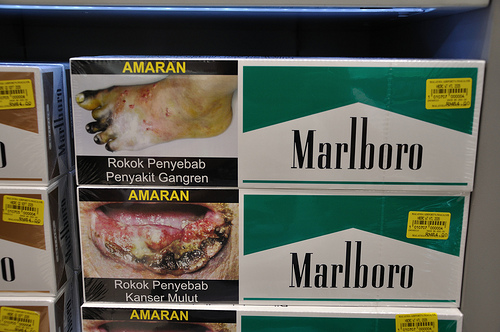 AMARAN
Rokok Penyebab
Penyakit Gangren
Marlboro
AMARAN
Rokok Penyebab
Kanser Mulut
Marlboro
AMARAN